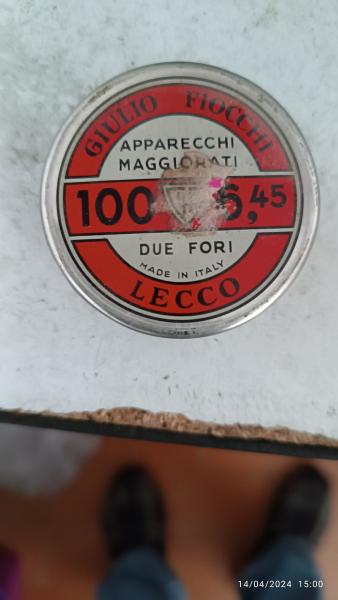 GIULIO FIOCCHI
APPARECCHI
MAGGIORATI
100 6,45
DUE FORI
MADE IN ITALY
LECCO
14/04/2024 15:00